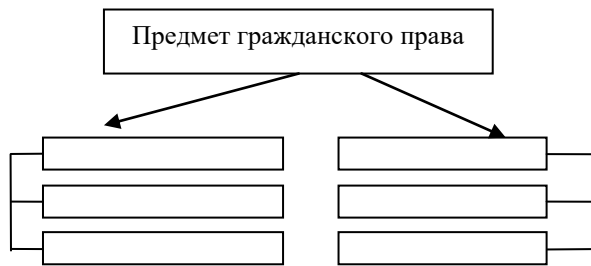 Предмет гражданского права